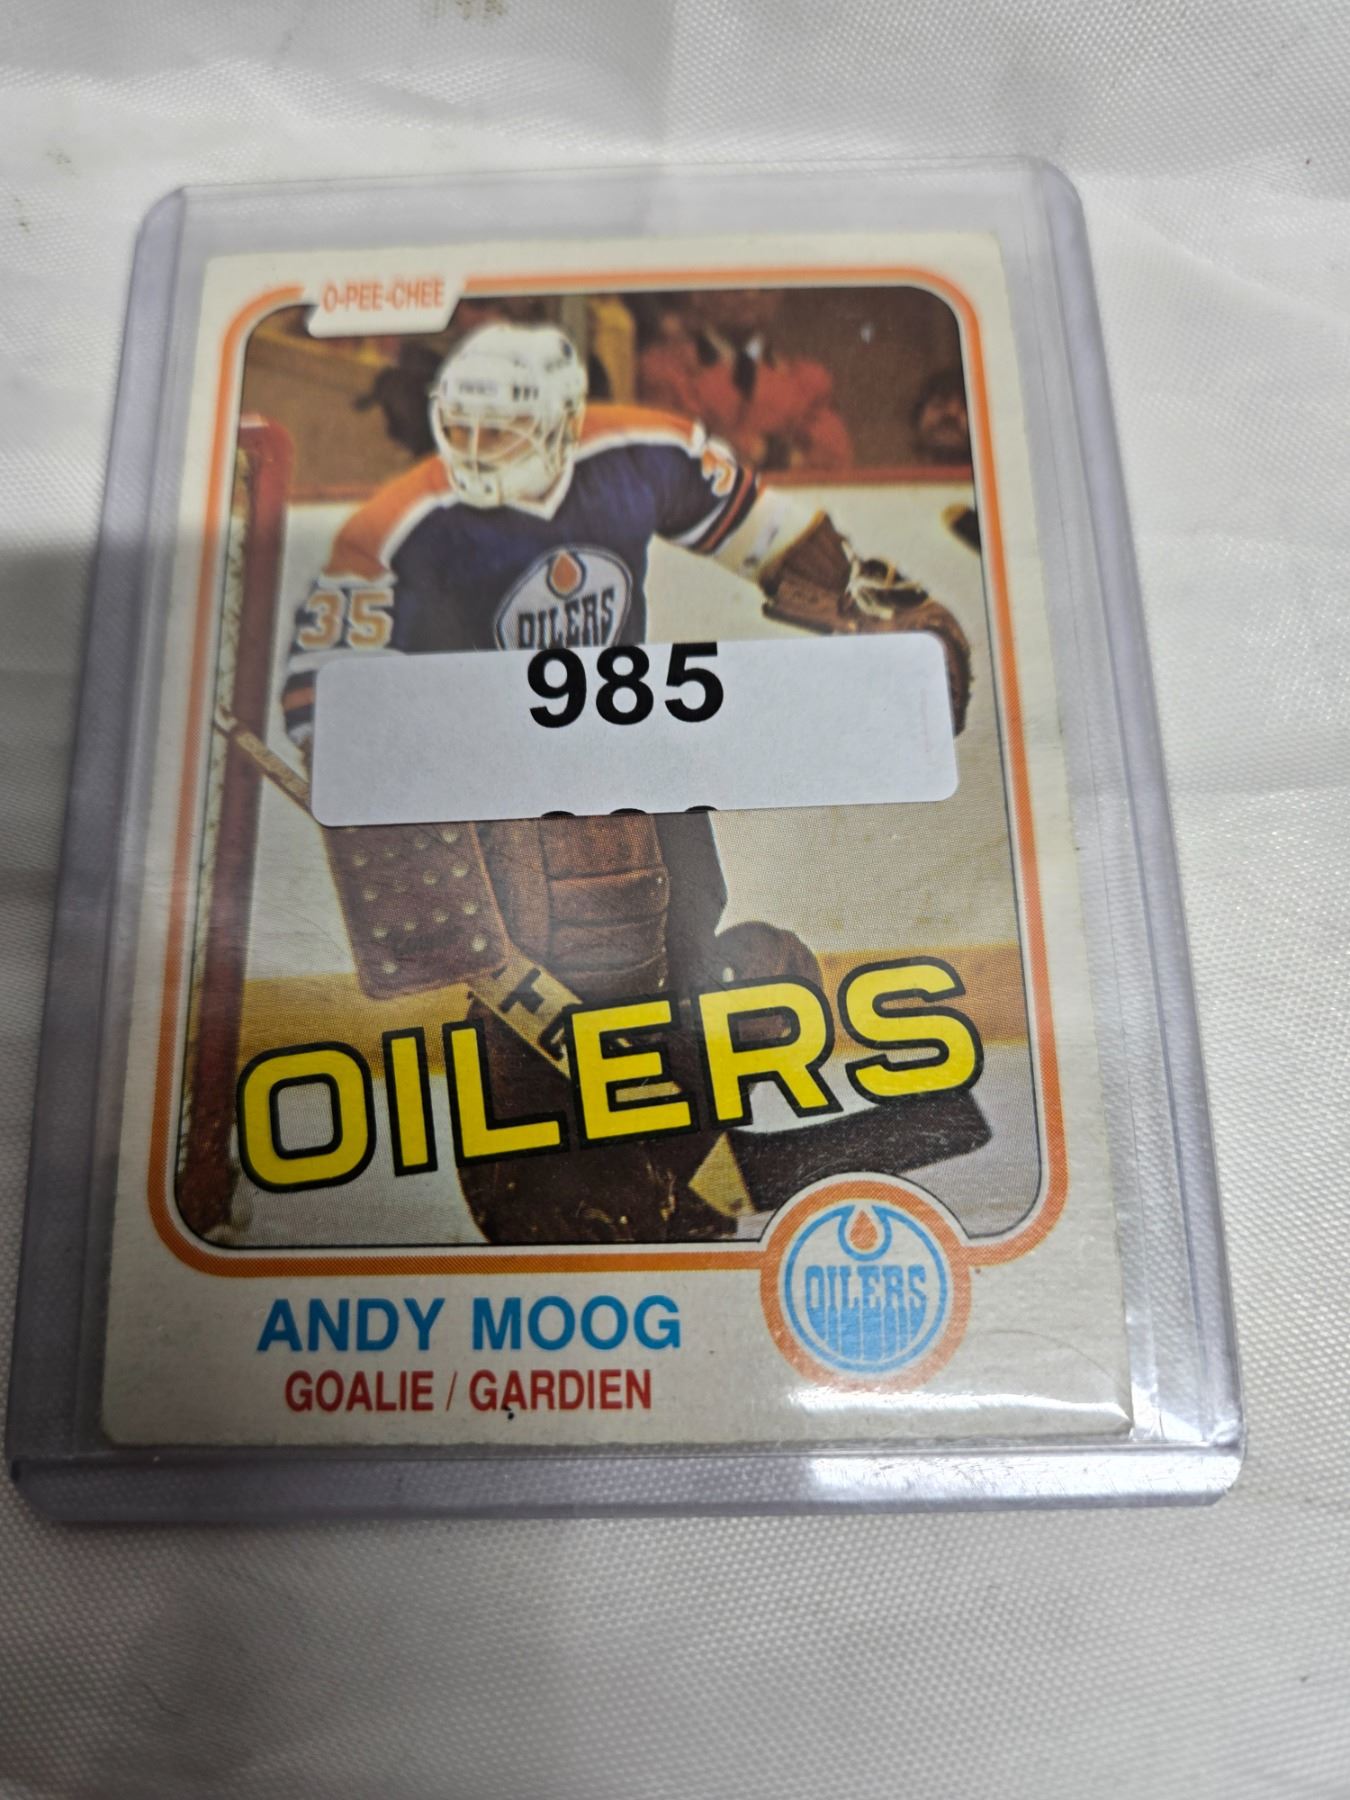 O-PEE-CHEE
35
OILERS
985
OILERS
OILERS
ANDY MOOG
GOALIE / GARDIEN